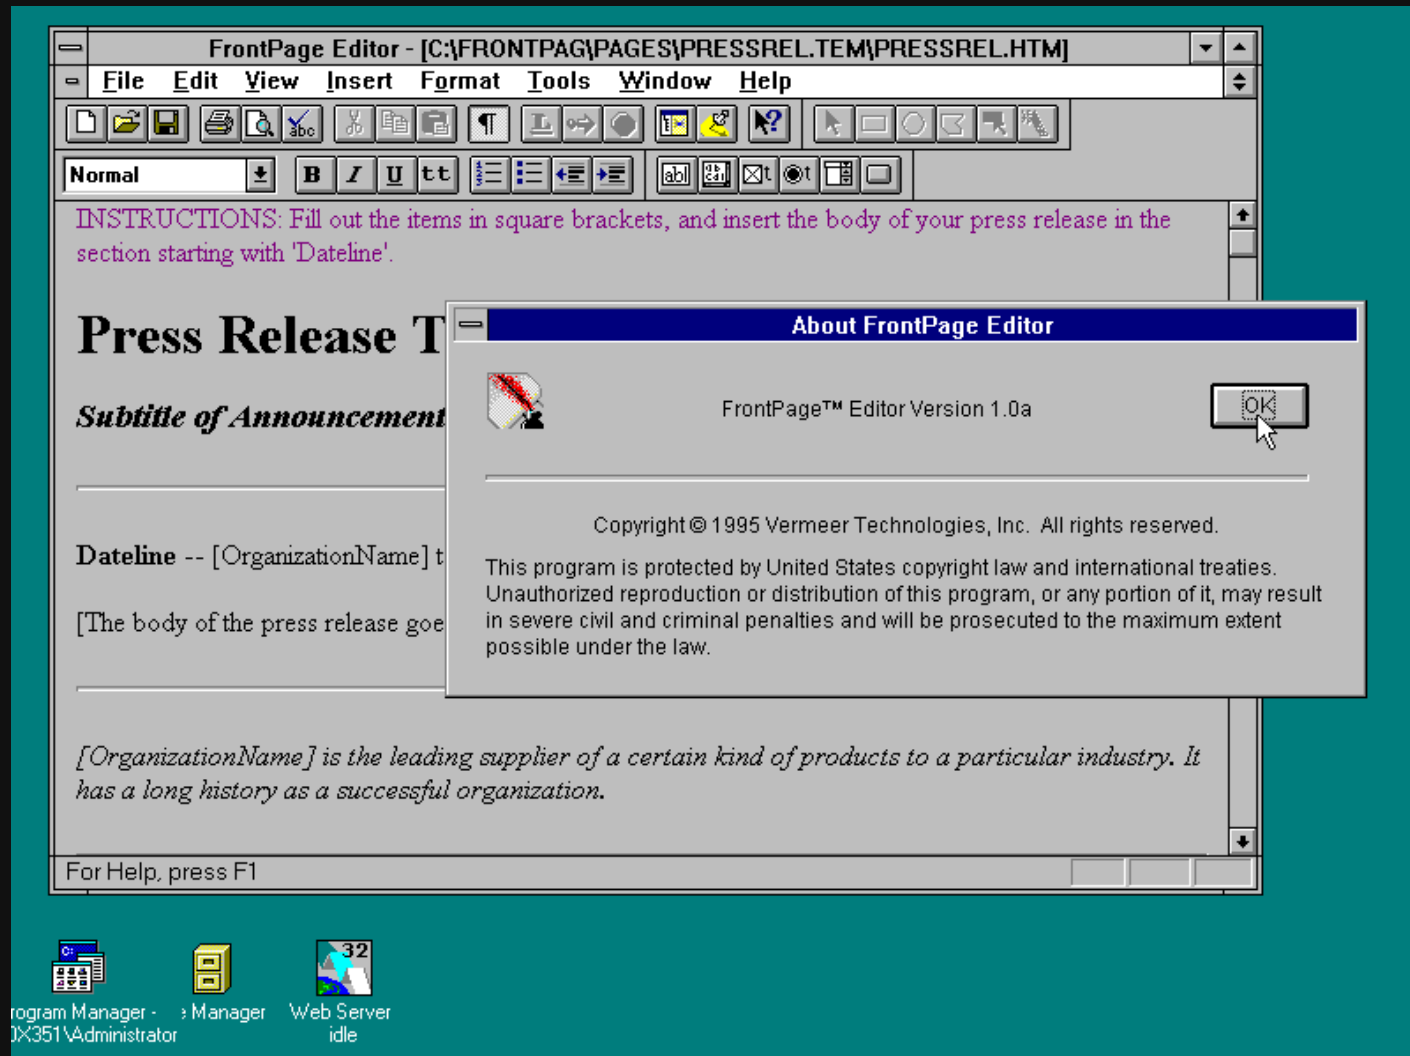 FrontPage Editor - [C:\FRONTPAG\PAGES\PRESSREL.TEM\PRESSREL.HTM]
File Edit View Insert Format Tools Window Help
abc
Normal
B I U tt
abl
INSTRUCTIONS: Fill out the items in square brackets, and insert the body of your press release in the
section starting with 'Dateline'.
Press Release T
Subtitle of Announcement
Dateline -- [OrganizationName] t
[The body of the press release goe
[OrganizationName] is the leading supplier of a certain kind of products to a particular industry. It
has a long history as a successful organization.
For Help, press F1
About FrontPage Editor
FrontPage™ Editor Version 1.0a
OK
Copyright © 1995 Vermeer Technologies, Inc. All rights reserved.
This program is protected by United States copyright law and international treaties.
Unauthorized reproduction or distribution of this program, or any portion of it, may result
in severe civil and criminal penalties and will be prosecuted to the maximum extent
possible under the law.
C:
32
rogram Manager -
0X351\Administrator
e Manager
Web Server
idle